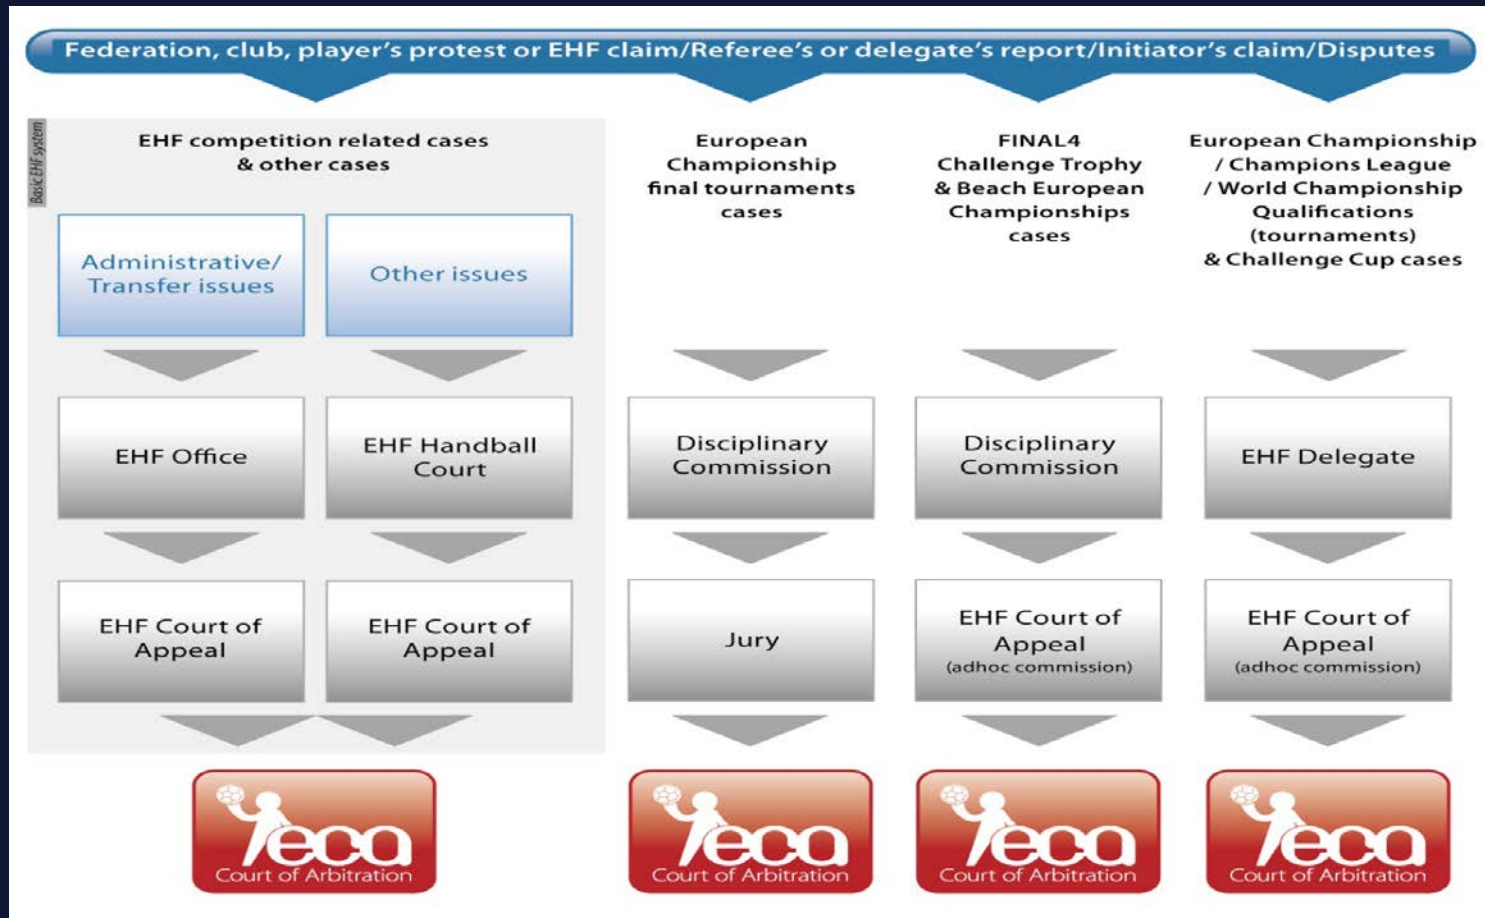 Federation, club, player's protest or EHF claim/Referee's or delegate's report/Initiator's claim/Disputes
Basic EHF system
EHF competition related cases
& other cases
Administrative/
Transfer issues
Other issues
EHF Office
EHF Handball
Court
EHF Court of
Appeal
EHF Court of
Appeal
eca
Court of Arbitration
European
Championship
final tournaments
cases
Disciplinary
Commission
Jury
eca
Court of Arbitration
FINAL4
Challenge Trophy
& Beach European
Championships
cases
Disciplinary
Commission
EHF Court of
Appeal
(adhoc commission)
eca
Court of Arbitration
European Championship
/ Champions League
/ World Championship
Qualifications
(tournaments)
& Challenge Cup cases
EHF Delegate
EHF Court of
Appeal
(adhoc commission)
eca
Court of Arbitration